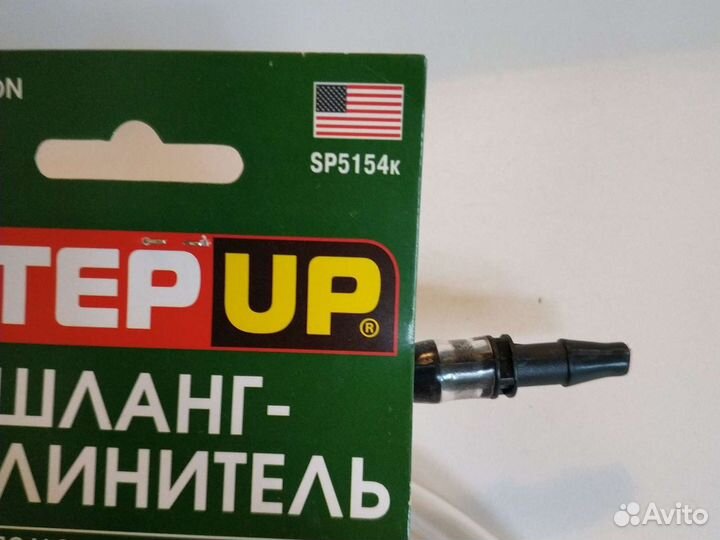 ON
SP5154к
TEP UP®
ШЛАНГ-
ЛИНИТЕЛЬ
Avito